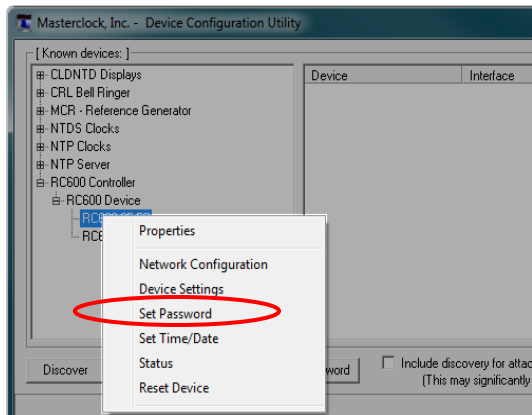 Masterclock, Inc. - Device Configuration Utility
[ Known devices: ]
CLDNTD Displays
CRL Bell Ringer
MCR - Reference Generator
NTDS Clocks
NTP Clocks
NTP Server
RC600 Controller
RC600 Device
Device Interface
Properties
Network Configuration
Device Settings
Set Password
Set Time/Date
Status
Reset Device
Discover
Include discovery for
(This may significantly